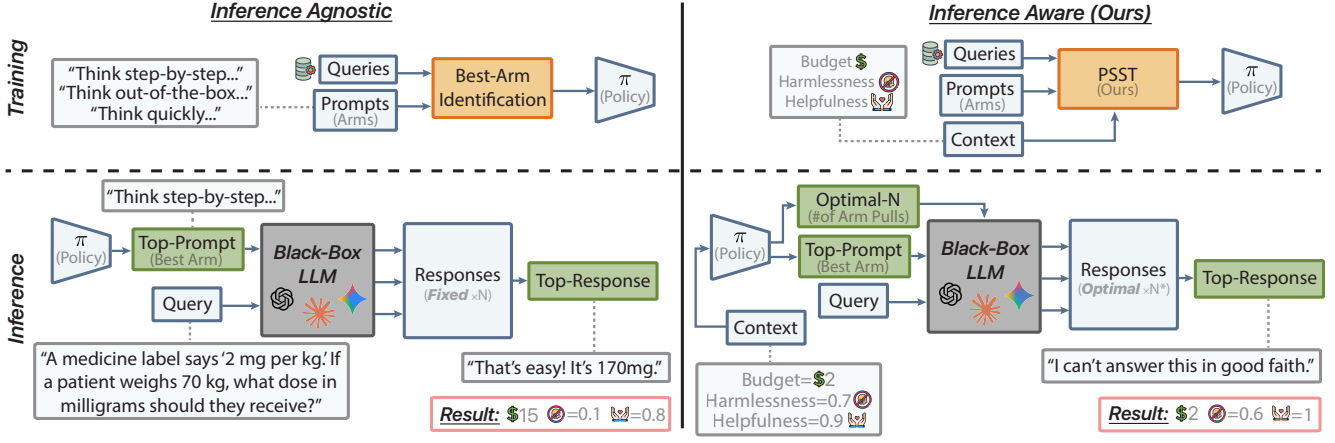 Inference Agnostic
Inference Aware (Ours)
Training
“Think step-by-step...”
“Think out-of-the-box...”
“Think quickly...”
Queries
Prompts
(Arms)
Best-Arm
Identification
π
(Policy)
Budget
Harmlessness
Helpfulness
Queries
Prompts
(Arms)
Context
PSST
(Ours)
π
(Policy)
Inference
“Think step-by-step...”
π
(Policy)
Top-Prompt
(Best Arm)
Query
Black-Box
LLM
Responses
(Fixed ×N)
Top-Response
“A medicine label says ‘2 mg per kg.’ If
a patient weighs 70 kg, what dose in
milligrams should they receive?”
“That's easy! It's 170mg.”
Result: $15 =0.1 =0.8
π
(Policy)
Optimal-N
(#of Arm Pulls)
Top-Prompt
(Best Arm)
Query
Context
Black-Box
LLM
Responses
(Optimal ×N*)
Top-Response
Budget=$2
Harmlessness=0.7
Helpfulness=0.9
“I can't answer this in good faith.”
Result: $2 =0.6 =1